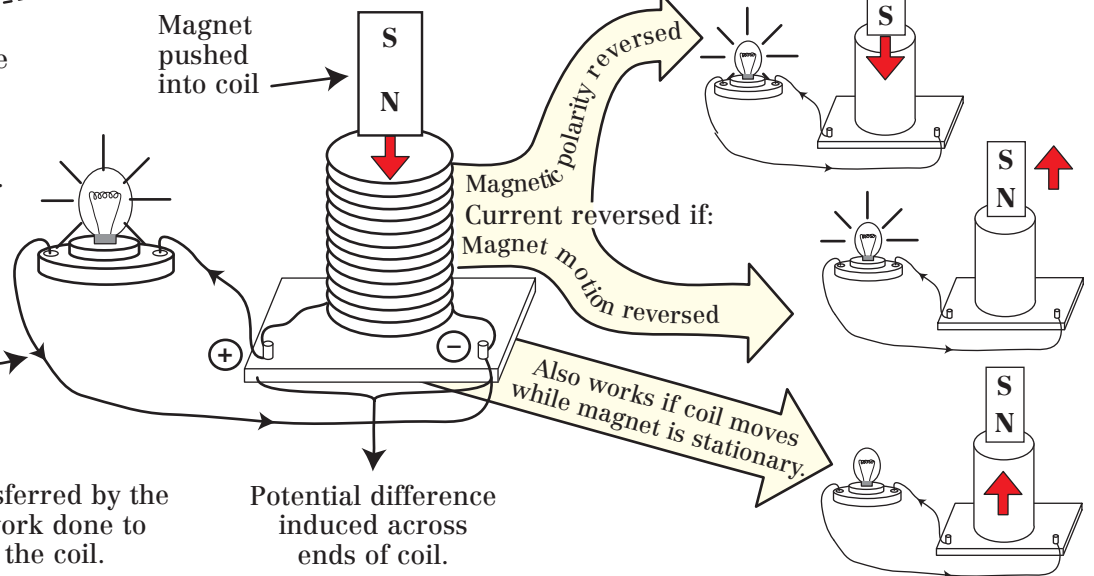 e
Magnet
pushed
into coil
S
N
Magnetic polarity reversed
Current reversed if:
Magnet motion reversed
S
S
N
+
−
Also works if coil moves
while magnet is stationary.
S
N
sferred by the
work done to
the coil.
Potential difference
induced across
ends of coil.